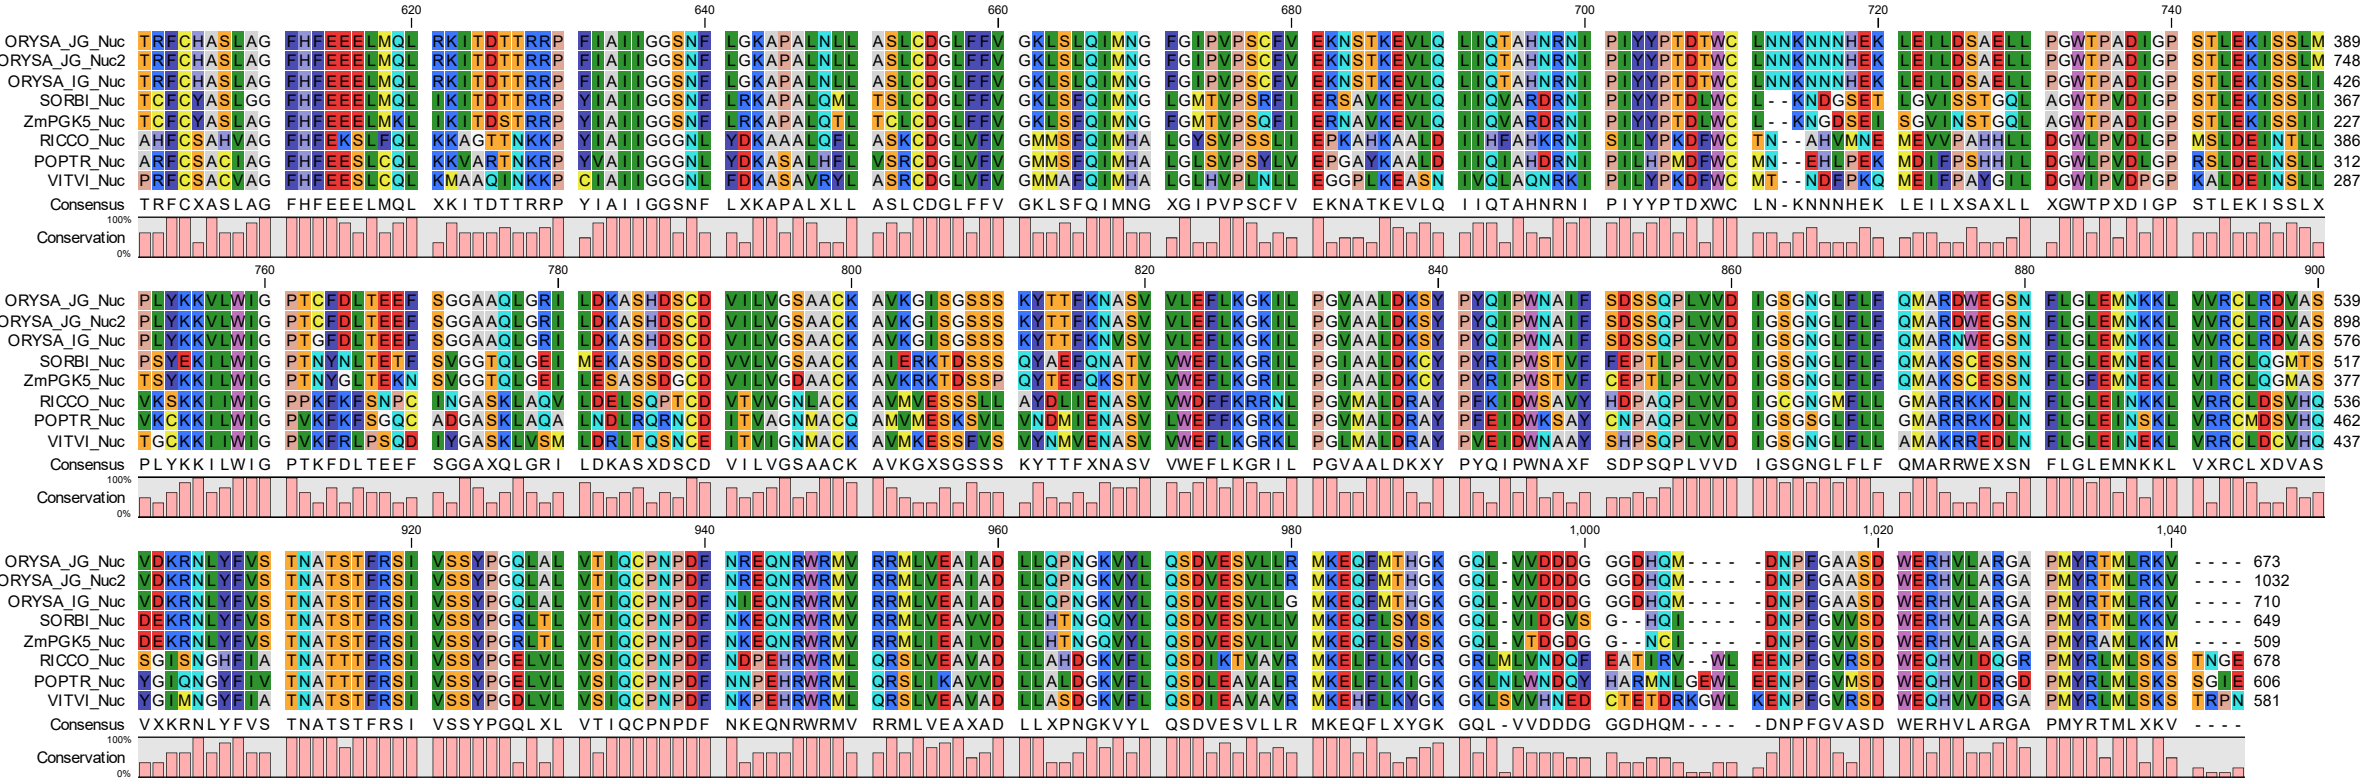 620 640 660 680 700 720 740
ORYSA_JG_Nuc TRFCHASLAG FHFEEELMQL RKITDTTRRP FIAIIGGSNF LGKAPALNLL ASLCDGLFFV GKLSLQIMNG FGIPVPSCFV EKNSTKEVLQ LIQTAHNRNI PIYYPTDTWC LNNKNNNHEK LEILDSAELL PGWTPADIGP STLEKISSLM 389
ORYSA_JG_Nuc2 TRFCHASLAG FHFEEELMQL RKITDTTRRP FIAIIGGSNF LGKAPALNLL ASLCDGLFFV GKLSLQIMNG FGIPVPSCFV EKNSTKEVLQ LIQTAHNRNI PIYYPTDTWC LNNKNNNHEK LEILDSAELL PGWTPADIGP STLEKISSLM 748
ORYSA_IG_Nuc TRFCHASLAG FHFEEELMQL RKITDTTRRP FIAIIGGSNF LGKAPALNLL ASLCDGLFFV GKLSLQIMNG FGIPVPSCFV EKNSTKEVLQ LIQTAHNRNI PIYYPTDTWC LNNKNNNHEK LEILDSAELL PGWTPADIGP STLEKISSLM 426
SORBI_Nuc TCFCYASLGG FHFEEELMQL IKITDTTRRP YIAIIGGSNF LRKAPALQML TSLCDGLFFV GKLSFQIMNG LGMTVPSRFI ERSAVKEVLQ IIQVARDRNI PIYYPTDLWC L--KNDGSET LGVISSTGQL AGWTPVDIGP STLEKISSII 367
ZmPGK5_Nuc TCFCYASLAG FHFEEELMKL IKITDSTRRP YIAIIGGSNF LRKAPALQTL TCLCDGLFFV GKLSFQIMNG FGMTVPSQFI ERNAVKEVLQ IIQVARDRNI PIYYPTDLWC L--KNGDSEI SGVINSTGQL AGWTPADIGP STLEKISSLI 227
RICCO_Nuc AHFCSAHVAG FHFEKSLFQL KKAGTTNKKP YIAIIGGGNL YDKAAALQFL ASKCDGLVFV GMMSFQIMHA LGYSVPSSLI EPKAHKAALD IIHFAHKRNI SIYYPKDFWC TN--AHVMNE MEVVPAHHLL DGWLPVDLGP MSLDEINTLL 386
POPTR_Nuc ARFCSACIAG FHFEESLCQL KKVARTNKRP YVAIIGGGNL YDKASALHFL VSRCDGLVFV GMMSFQIMHA LGLSVPSYLV EPGAYKAALD IIQIAHDRNI PILHPMDFWC MN--EHLPEK MDIFPSHHIL DGWLPVDLGP RSLDELNSLL 312
VITVI_Nuc PRFCSACVAG FHFEESLCQL KMAAQINKKP CIAIIGGGNL FDKASAVRYL ASRCDGLVFV GMMAFQIMHA LGLHVPLNLL EGGPLKEASN IVQLAQNRKI PILYPKDFWC MT--NDFPKQ MEIFPAYGIL DGWIPVDPGP KALDEINSLL 287
Consensus TRFCXASLAG FHFEEELMQL XKITDTTRRP YIAIIGGSNF LXKAPALXLL ASLCDGLFFV GKLSFQIMNG XGIPVPSCFV EKNATKEVLQ IIQTAHNRNI PIYYPTDXWC LN-KNNNHEK LEILXSAXLL XGWTPXDIGP STLEKISSLX
100%
Conservation
0%
760 780 800 820 840 860 880 900
ORYSA_JG_Nuc PLYKKVLWIG PTCFDLTEEF SGGAAQLGRI LDKASHDSCD VILVGSAACK AVKGISGSSS KYTTFKNASV VLEFLKGKIL PGVAALDKSY PYQIPWNAIF SDSSQPLVVD IGSGNGLFLF QMARDWEGSN FLGLEMNKKL VVRCLRDVAS 539
ORYSA_JG_Nuc2 PLYKKVLWIG PTCFDLTEEF SGGAAQLGRI LDKASHDSCD VILVGSAACK AVKGISGSSS KYTTFKNASV VLEFLKGKIL PGVAALDKSY PYQIPWNAIF SDSSQPLVVD IGSGNGLFLF QMARDWEGSN FLGLEMNKKL VVRCLRDVAS 898
ORYSA_IG_Nuc PLYKKVLWIG PTGFDLTEEF SGGAAQLGRI LDKASHDSCD VILVGSAACK AVKGISGSSS KYTTFKNVSV VLEFLKGKIL PGVAALDKSY PYQIPWNAIF SDSSQPLVVD IGSGNGLFLF QMARNWEGSN FLGLEMNKKL VVRCLRDVAS 576
SORBI_Nuc PSYEKILWIG PTNYNLTETF SVGGTQLGEI MEKASSDSCD VVLVGSAACK AIERKTDSSS QYAEFQNATV VWEFLKGRIL PGIAALDKCY PYRIPWSTVF FEPTLPLVVD IGSGNGLFLF QMAKSCESSN FLGLEMNEKL VIRCLQGMTS 517
ZmPGK5_Nuc TSYKKILWIG PTNYGLTEKN SVGGTQLGEI LESASSDGCD VILVGDAACK AVKRKTDSSP QYTEFQKSTV VWEFLKGRIL PGIAALDKCY PYRIPWSTVF CEPTLPLVVD IGSGNGLFLF QMAKSCESSN FLGFEMNEKL VIRCLQGMAS 377
RICCO_Nuc VKSKKIIWIG PPKFKFSNPC INGASKLAQV LDELSQPTCD VTVVGNLACK AVMVESSSLL AYDLIENASV VWDFFKRRNL PGVMALDRAY PFKIDWSAVY HDPAQPLVVD IGCGNGMFLL GMARRRKDLN FLGLEINKKL VRRCLDSVHQ 536
POPTR_Nuc VKCKKIIWIG PVKFKFSGQC ADGASKLAQA LNDLRQRNCD ITVAGNMACQ AMVMESKSVL VNDMIENASV VWEFFKGRKL PGVMALDRAY PFEIDWKSAY CNPAQPLVVD IGSGSGLFLL GMARRRKDLN FLGLEINSKL VRRCMDSVHQ 462
VITVI_Nuc TGCKKIIWIG PVKFRLPSQD IYGASKLVSM LDRLTQSNCE ITVIGNMACK AVMKESSFVS VYNMVENASV VWEFLKGRKL PGLMALDRAY PVEIDWNAAY SHPSQPLVVD IGSGNGLFLL AMAKRREDLN FLGLEINEKL VRRCLDCVHQ 437
Consensus PLYKKILWIG PTKFDLTEEF SGGAXQLGRI LDKASXDSCD VILVGSAACK AVKGXSGSSS KYTTFXNASV VWEFLKGRIL PGVAALDKXY PYQIPWNAXF SDPSQPLVVD IGSGNGLFLF QMARRWEXSN FLGLEMNKKL VXRCLXDVAS
100%
Conservation
0%
920 940 960 980 1,000 1,020 1,040
ORYSA_JG_Nuc VDKRNLYFVS TNATSTFRSI VSSYPGQLAL VTIQCPNPDF NREQNRWRMV RRMLVEAIAD LLQPNGKVYL QSDVESVLLR MKEQFMTHGK GQL-VVDDDG GGDHQM---- -DNPFGAASD WERHVLARGA PMYRTMLRKV ---- 673
ORYSA_JG_Nuc2 VDKRNLYFVS TNATSTFRSI VSSYPGQLAL VTIQCPNPDF NREQNRWRMV RRMLVEAIAD LLQPNGKVYL QSDVESVLLR MKEQFMTHGK GQL-VVDDDG GGDHQM---- -DNPFGAASD WERHVLARGA PMYRTMLRKV ---- 1032
ORYSA_IG_Nuc VDKRNLYFVS TNATSTFRSI VSSYPGQLAL VTIQCPNPDF NIEQNRWRMV RRMLVEAIAD LLQPNGKVYL QSDVESVLLG MKEQFMTHGK GQL-VVDDDG GGDHQM---- -DNPFGAASD WERHVLARGA PMYRTMLRKV ---- 710
SORBI_Nuc DEKRNLYFVS TNATSTFRSI VSSYPGRLTL VTIQCPNPDF NKEQNRWRMV RRMLVEAVVD LLHTNGKVYL QSDVESVLLV MKEQFLSYSK GQL-VIDGVS G--HQI---- -DNPFGVVSD WERHVLARGA PMYRTMLKKV ---- 649
ZmPGK5_Nuc DEKRNLYFVS TNATSTFRSI VSSYPGRLTL VTIQCPNPDF NKEQNRWRMV RRMLIEAIVD LLHTNGQVYL QSDVESVLLV MKEQFLSYSK GQL-VTDGDG G--NCI---- -DNPFGVVSD WERHVLARGA PMYRAMLKKM ---- 509
RICCO_Nuc SGISNGHFIA TNATTTFRSI VSSYPGELVL VSIQCPNPDF NDPEHRWRML QRSLVEAVAD LLAHDGKVFL QSDIKTVAVR MKELFLKYGR GRLMLVNDQF EATIRV--WL EENPFGVRSD WEQHVIDQGR PMYRLMLSKS TNGE 678
POPTR_Nuc YGIQNGYFIV TNATTTFRSI VSSYPGELVL VSIQCPNPDF NNPEHRWRML QRSLIKAVVD LLALDGKVFL QSDLEAVALR MKELFLKIGK GKLNLWNDQY HARMNLGEWL EENPFGVRSD WEQHVIDRGD PMYRLMLSKS SGIE 606
VITVI_Nuc YGIMNGYFIA TNATSTFRSI VSSYPGDLVL VSIQCPNPDF NKPEHRWRML QRSLVEAVAD LLASDGKVFL QSDIEAVAVR MKEHFLKYGK GKLSVVHNED CTETDRKGWL KENPFGVRSD WEQHVIDRGA PMYRLMLSKS TRPN 581
Consensus VXKRNLYFVS TNATSTFRSI VSSYPGQLXL VTIQCPNPDF NKEQNRWRMV RRMLVEAXAD LLXPNGKVYL QSDVESVLLR MKEQFLXYGK GQL-VVDDDG GGDHQM---- -DNPFGVASD WERHVLARGA PMYRTMLXKV ----
100%
Conservation
0%